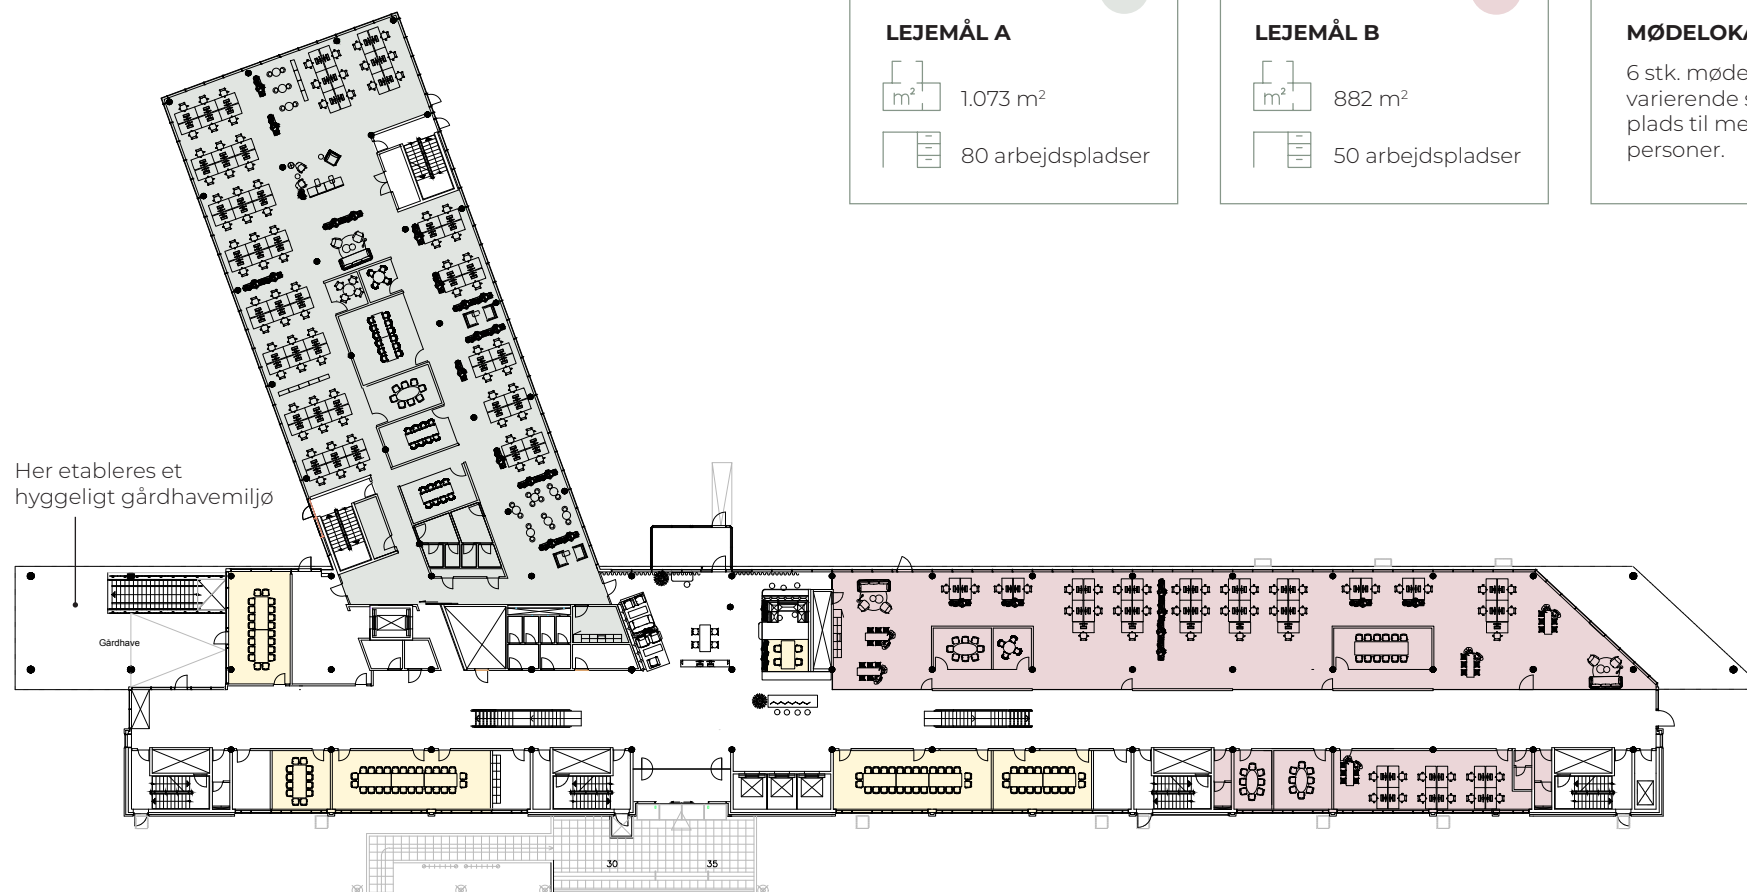 LEJEMÅL A
m²
1.073 m²
80 arbejdspladser
LEJEMÅL B
m²
882 m²
50 arbejdspladser
MØDELOKA
6 stk. møde
varierende s
plads til me
personer.
Her etableres et
hyggeligt gårdhavemiljø
Gårdhave
30
35